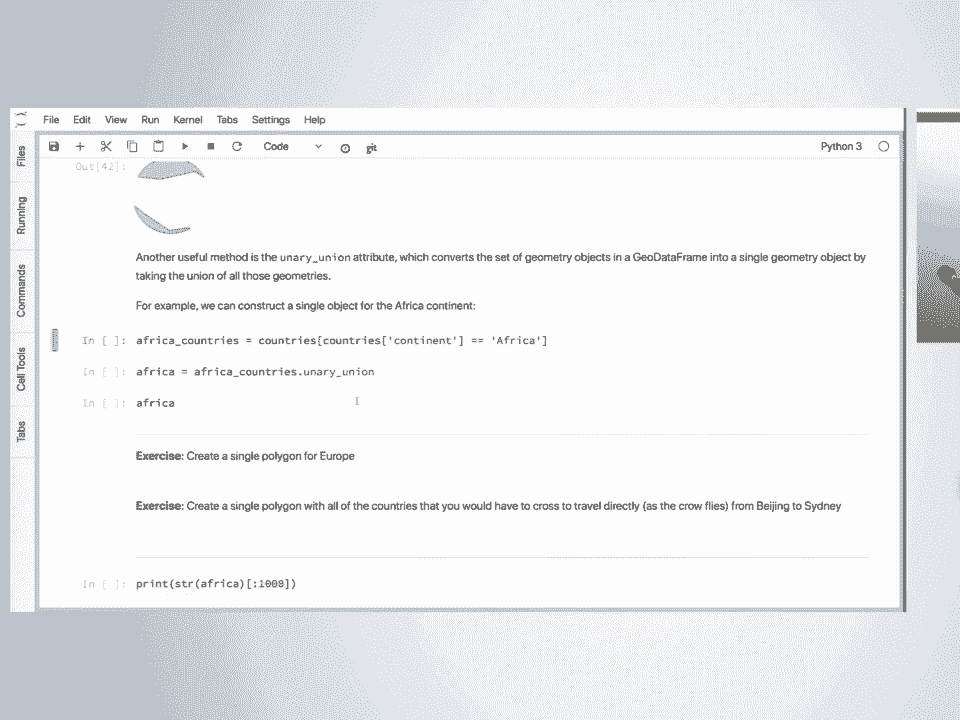 File Edit View Run Kernel Tabs Settings Help
Code
git
Python 3
Files
Running
Commands
Cell Tools
Tabs
Out[42]:
Another useful method is the unary_union attribute, which converts the set of geometry objects in a GeoDataFrame into a single geometry object by
taking the union of all those geometries.
For example, we can construct a single object for the Africa continent:
In [ ]: africa_countries = countries[countries['continent'] == 'Africa']
In [ ]: africa = africa_countries.unary_union
In [ ]: africa
Exercise: Create a single polygon for Europe
Exercise: Create a single polygon with all of the countries that you would have to cross to travel directly (as the crow flies) from Beijing to Sydney
In [ ]: print(str(africa)[:1000])